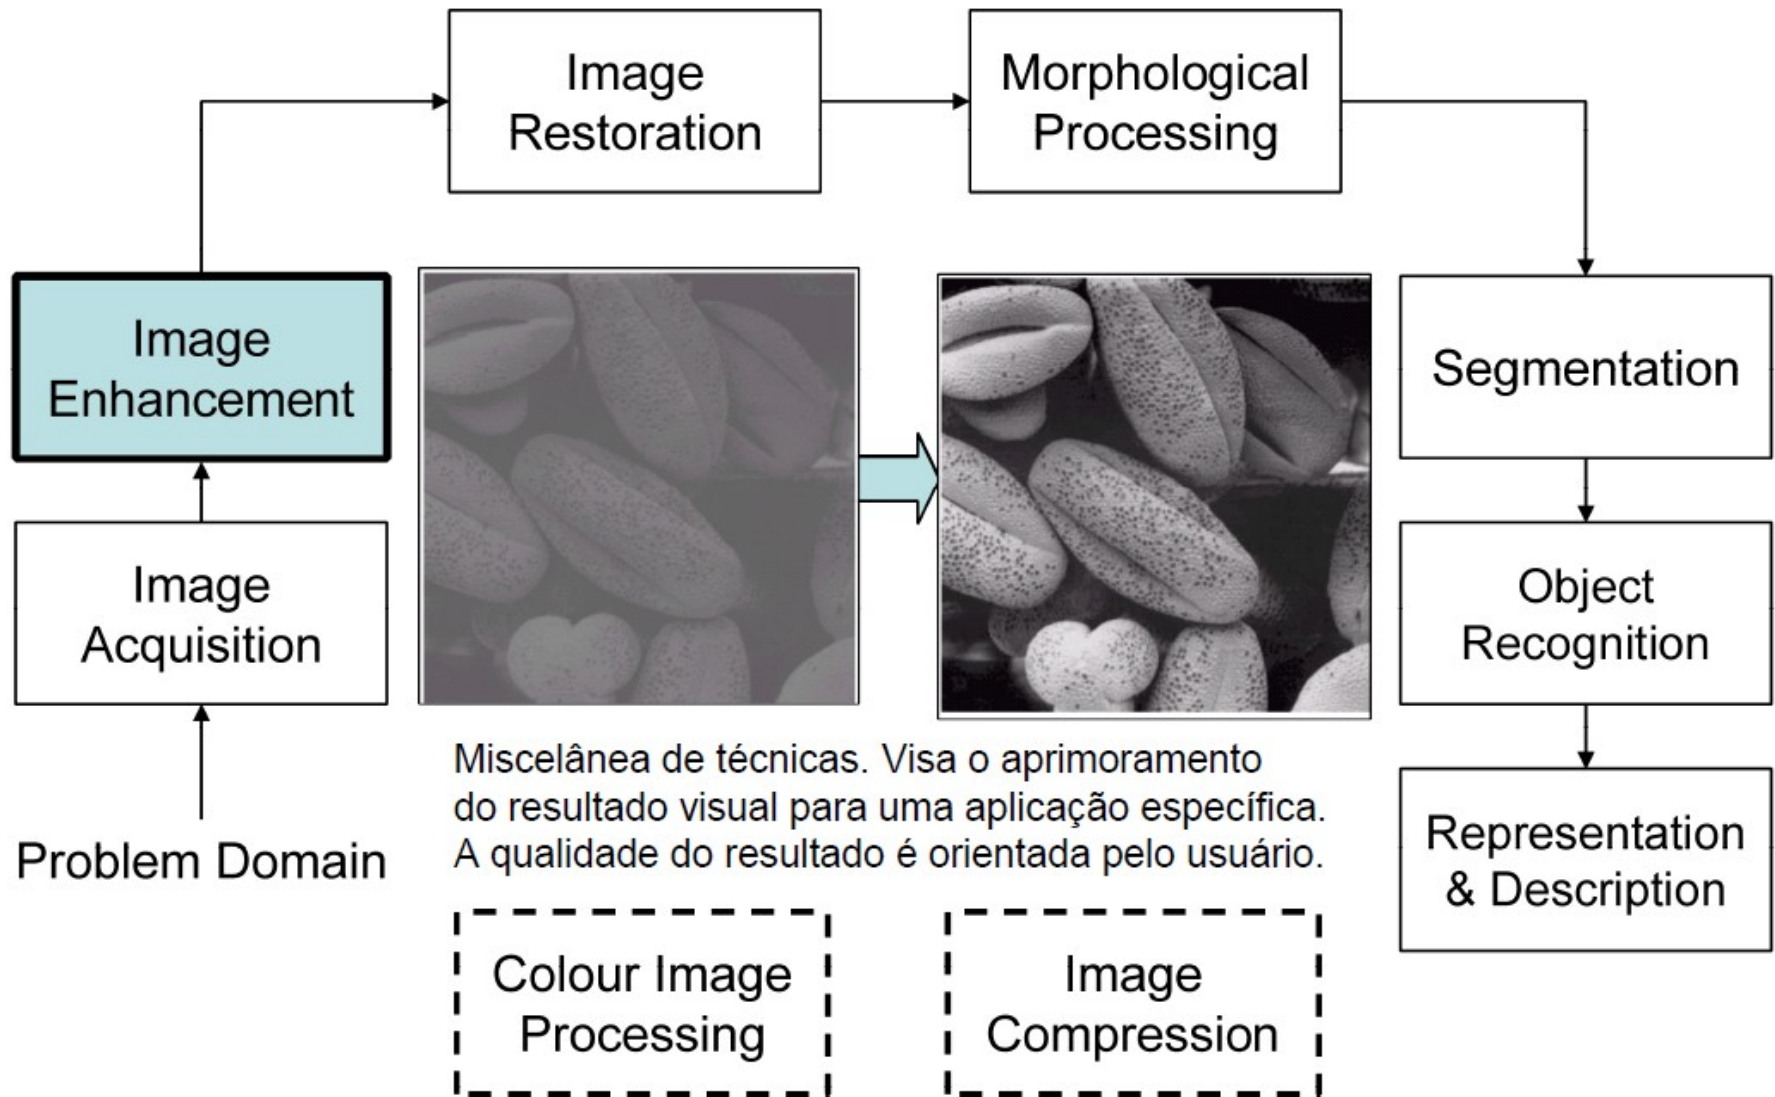 Image
Restoration
Morphological
Processing
Image
Enhancement
Segmentation
Image
Acquisition
Object
Recognition
Problem Domain
Miscelânea de técnicas. Visa o aprimoramento
do resultado visual para uma aplicação específica.
A qualidade do resultado é orientada pelo usuário.
Representation
& Description
Colour Image
Processing
Image
Compression